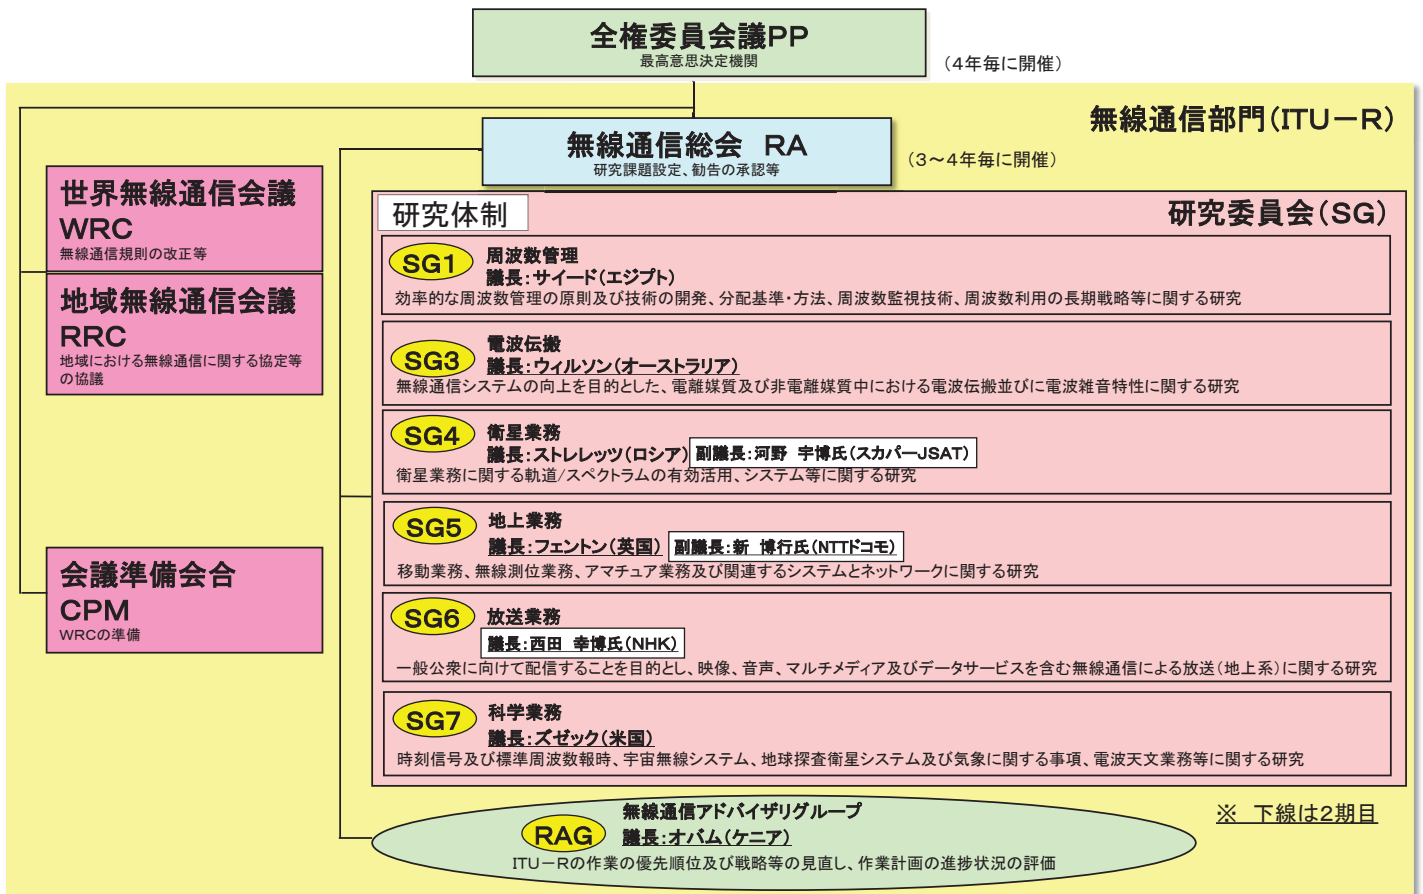 全権委員会議PP
最高意思決定機関
（4年毎に開催）
無線通信部門（ITU－R）
無線通信総会　RA
研究課題設定、勧告の承認等
（3～4年毎に開催）
世界無線通信会議
WRC
無線通信規則の改正等
地域無線通信会議
RRC
地域における無線通信に関する協定等
の協議
会議準備会合
CPM
WRCの準備
研究体制
研究委員会（SG）
SG1
周波数管理
議長：サイード（エジプト）
効率的な周波数管理の原則及び技術の開発、分配基準・方法、周波数監視技術、周波数利用の長期戦略等に関する研究
SG3
電波伝搬
議長：ウィルソン（オーストラリア）
無線通信システムの向上を目的とした、電離媒質及び非電離媒質中における電波伝搬並びに電波雑音特性に関する研究
SG4
衛星業務
議長：ストレレッツ（ロシア） 副議長：河野　宇博氏（スカパーJSAT）
衛星業務に関する軌道/スペクトラムの有効活用、システム等に関する研究
SG5
地上業務
議長：フェントン（英国） 副議長：新　博行氏（NTTドコモ）
移動業務、無線測位業務、アマチュア業務及び関連するシステムとネットワークに関する研究
SG6
放送業務
議長：西田　幸博氏（NHK）
一般公衆に向けて配信することを目的とし、映像、音声、マルチメディア及びデータサービスを含む無線通信による放送（地上系）に関する研究
SG7
科学業務
議長：ズゼック（米国）
時刻信号及び標準周波数報時、宇宙無線システム、地球探査衛星システム及び気象に関する事項、電波天文業務等に関する研究
無線通信アドバイザリグループ
RAG
議長：オバム（ケニア）
ITU－Rの作業の優先順位及び戦略等の見直し、作業計画の進捗状況の評価
※　下線は2期目